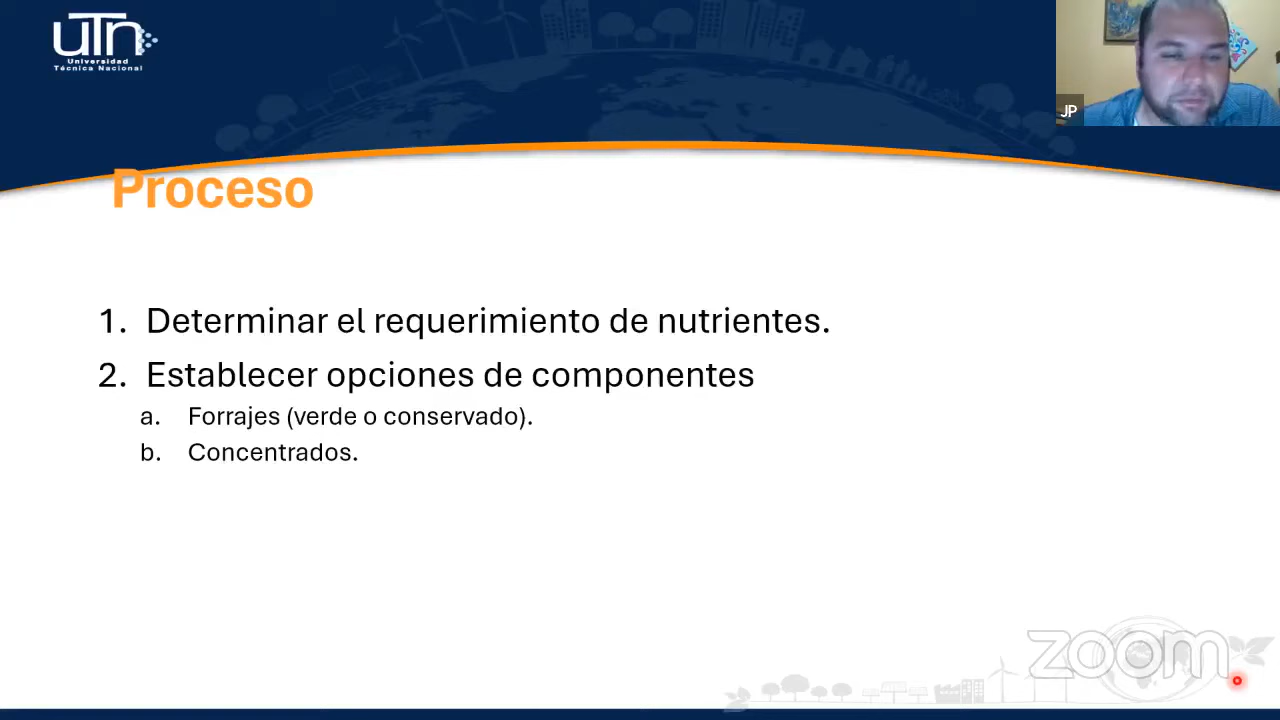 uTn
Universidad
Técnica Nacional
JP
Proceso
1. Determinar el requerimiento de nutrientes.
2. Establecer opciones de componentes
a. Forrajes (verde o conservado).
b. Concentrados.
zoom